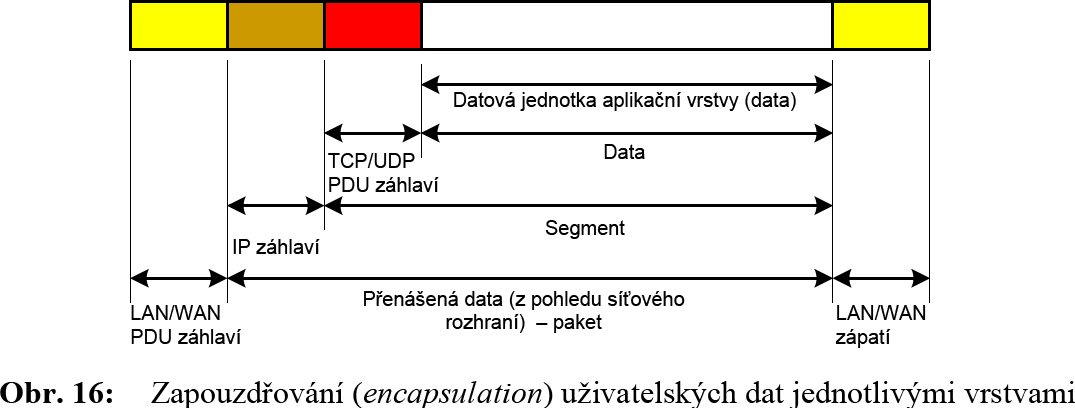 Datová jednotka aplikační vrstvy (data)
TCP/UDP
PDU záhlaví
Data
IP záhlaví
Segment
LAN/WAN
PDU záhlaví
Přenášená data (z pohledu síťového
rozhraní)  – paket
LAN/WAN
zápatí
Obr. 16: Zapouzdřování (encapsulation) uživatelských dat jednotlivými vrstvami